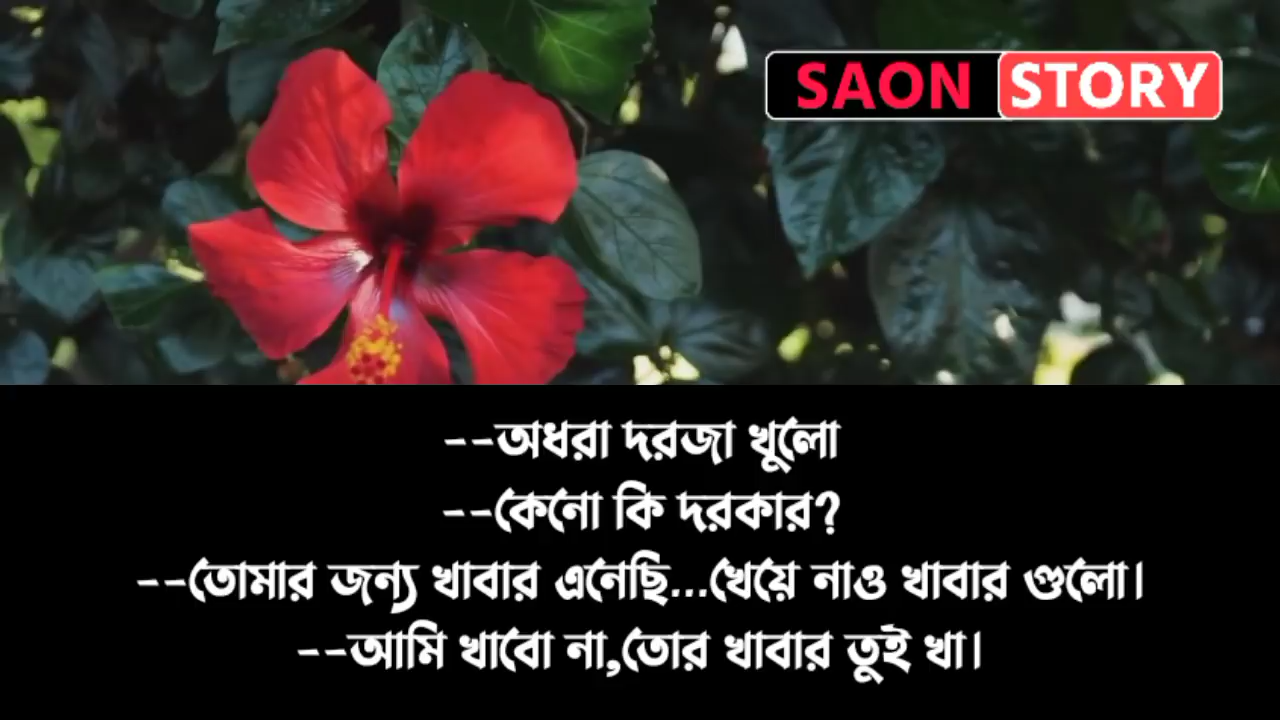 SAON STORY
--অধরা দরজা খুলো
--কেনো কি দরকার?
--তোমার জন্য খাবার এনেছি...খেয়ে নাও খাবার গুলো।
--আমি খাবো না,তোর খাবার তুই খা।